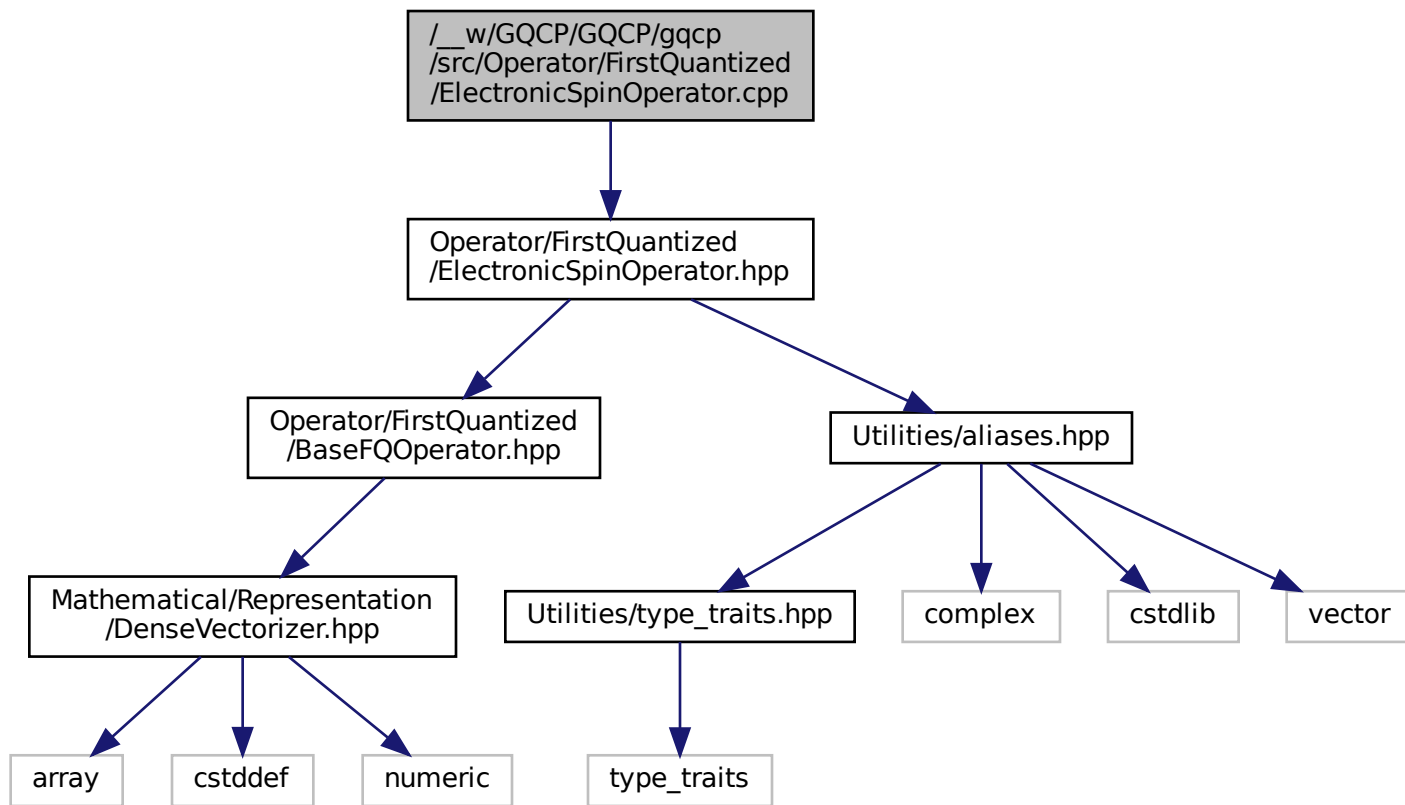 /__w/GQCP/GQCP/gqcp
/src/Operator/FirstQuantized
/ElectronicSpinOperator.cpp
Operator/FirstQuantized
/ElectronicSpinOperator.hpp
Operator/FirstQuantized
/BaseFQOperator.hpp
Utilities/aliases.hpp
Mathematical/Representation
/DenseVectorizer.hpp
Utilities/type_traits.hpp
complex
cstdlib
vector
array
cstddef
numeric
type_traits